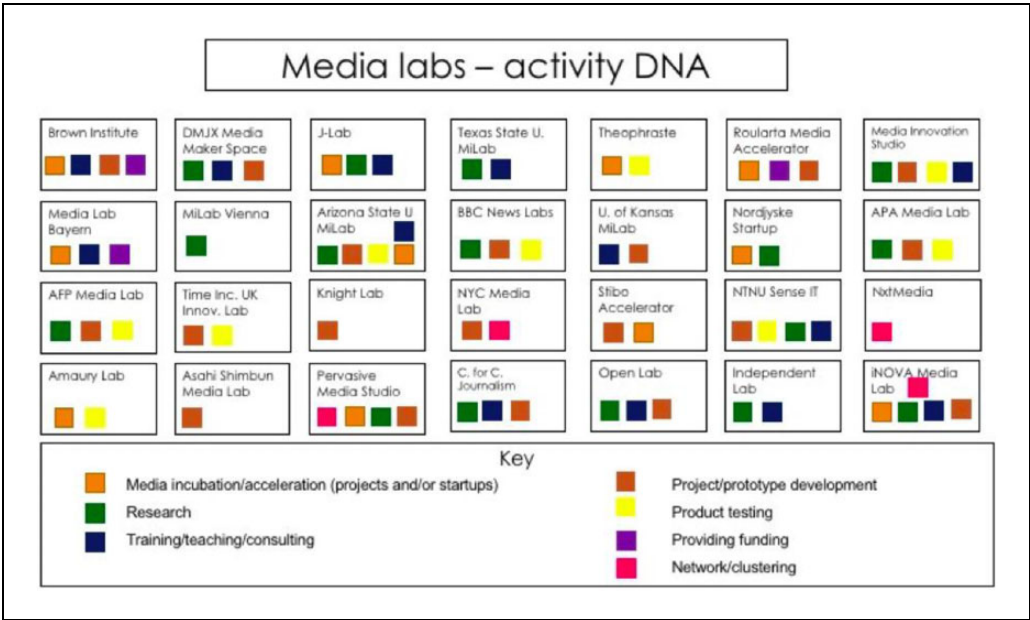 Media labs – activity DNA
Brown Institute
DMJX Media
Maker Space
J-Lab
Texas State U.
MiLab
Theophraste
Roularta Media
Accelerator
Media Innovation
Studio
Media Lab
Bayern
MiLab Vienna
Arizona State U
MiLab
BBC News Labs
U. of Kansas
MiLab
Nordjyske
Startup
APA Media Lab
AFP Media Lab
Time Inc. UK
Innov. Lab
Knight Lab
NYC Media
Lab
Stibo
Accelerator
NTNU Sense IT
NxtMedia
Amaury Lab
Asahi Shimbun
Media Lab
Pervasive
Media Studio
C. for C.
Journalism
Open Lab
Independent
Lab
iNOVA Media
Lab
Key
Media incubation/acceleration (projects and/or startups)
Research
Training/teaching/consulting
Project/prototype development
Product testing
Providing funding
Network/clustering